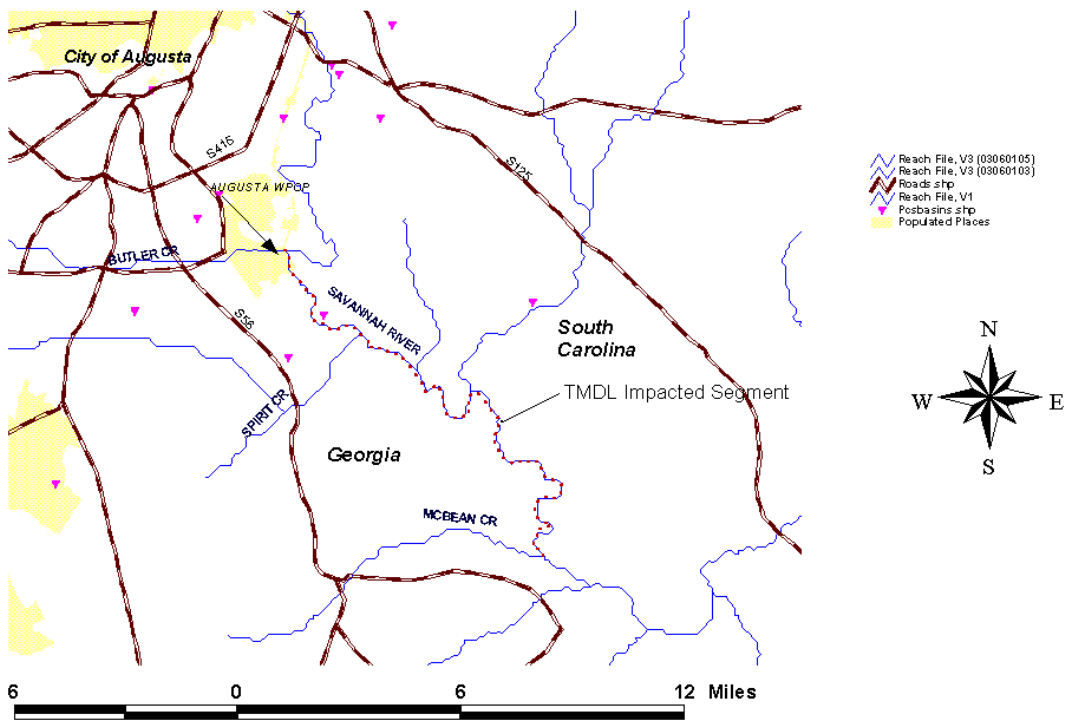 City of Augusta
S415
S125
AUGUSTA WPCP
BUTLER CR
SAVANNAH RIVER
S56
South
Carolina
TMDL Impacted Segment
SPIRIT CR
Georgia
MCBEAN CR
Reach File, V3 (03060105)
Reach File, V3 (03060103)
Roads.shp
Reach File, V1
Pcsbasins.shp
Populated Places
N
W E
S
6 0 6 12 Miles